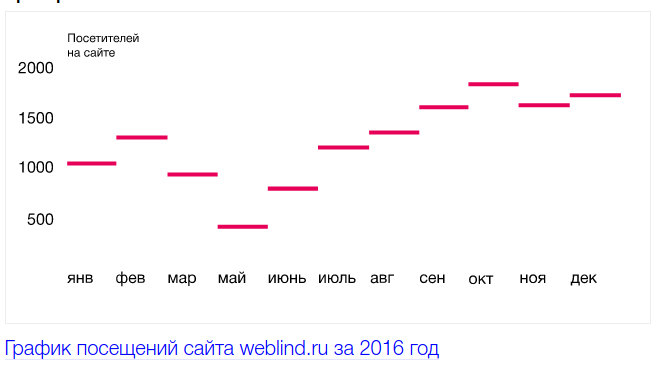 Посетителей
на сайте
2000
1500
1000
500
янв фев мар май июнь июль авг сен окт ноя дек
График посещений сайта weblind.ru за 2016 год